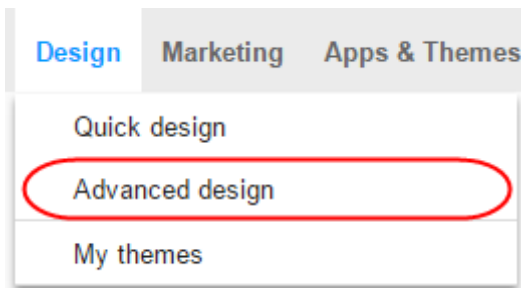 Design Marketing Apps & Themes
Quick design
Advanced design
My themes